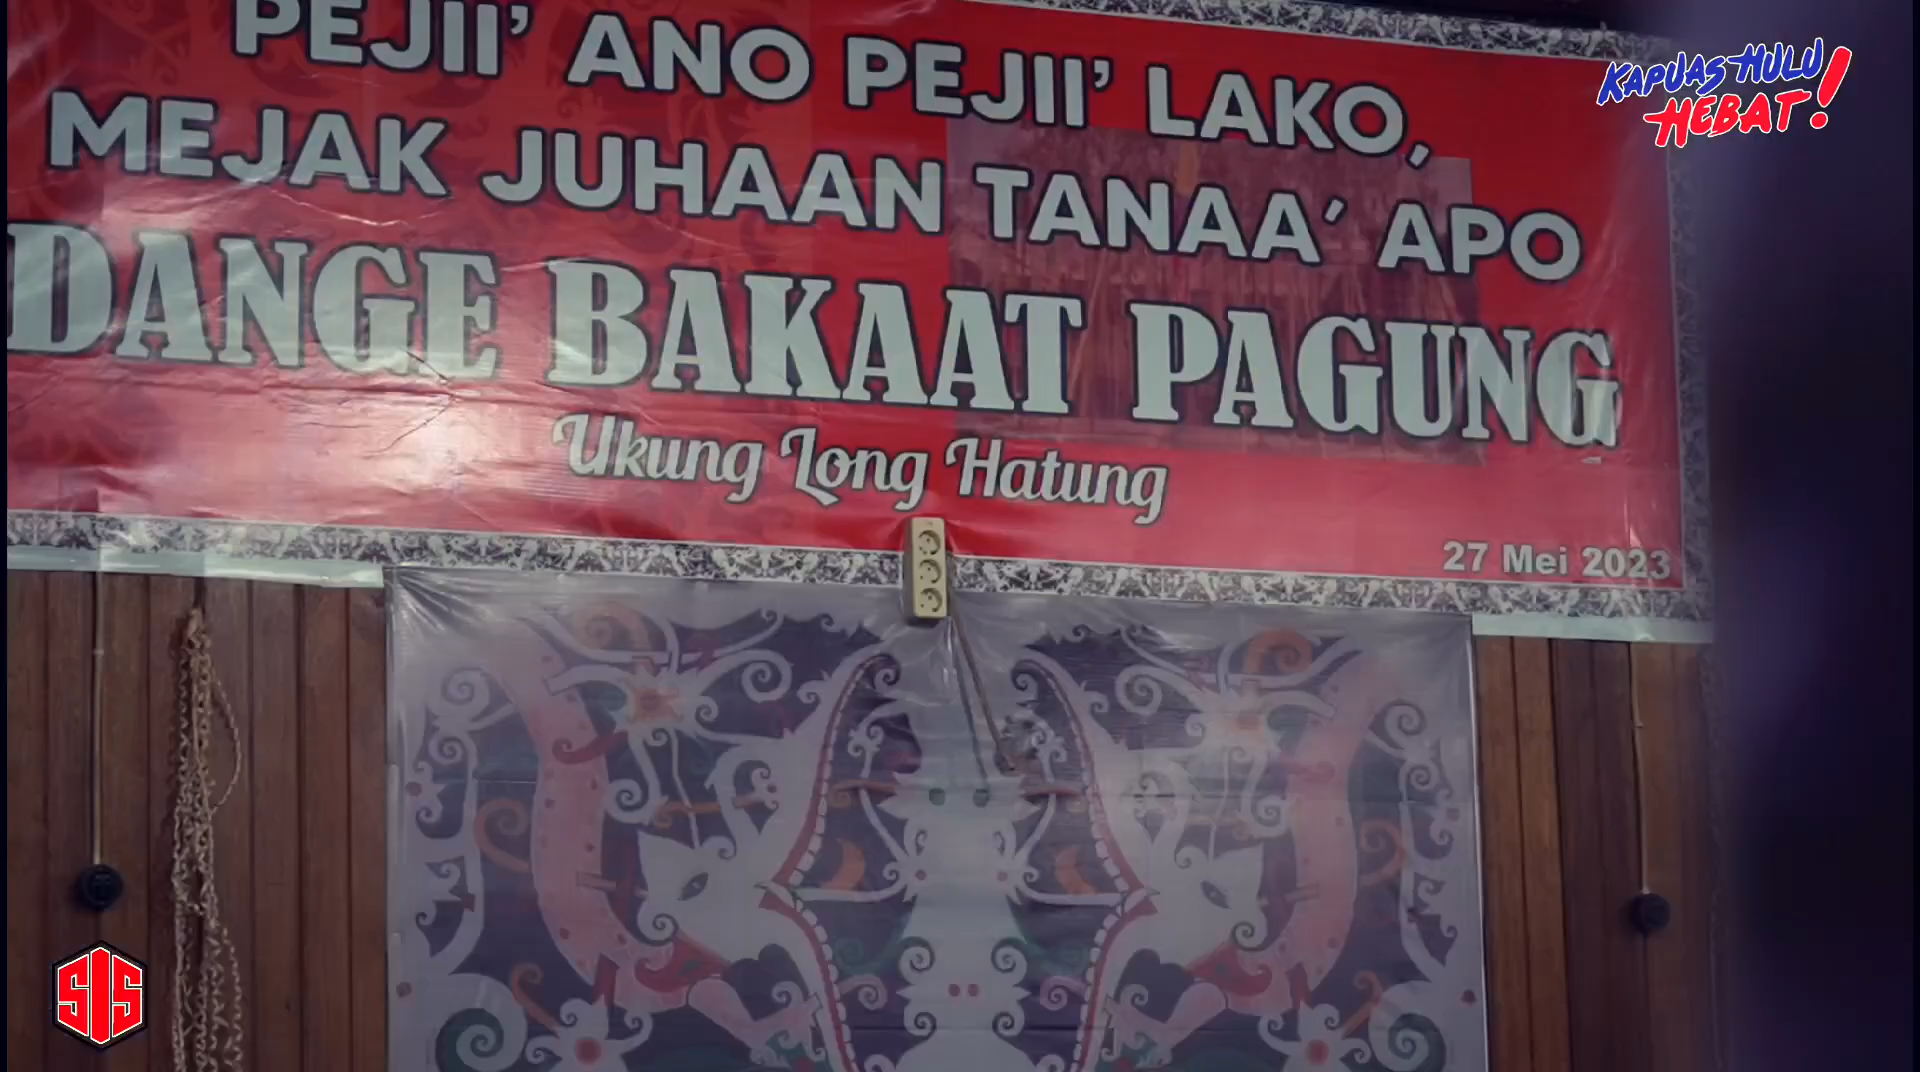 PEJII’ ANO PEJII’ LAKO,
MEJAK JUHAAN TANAA’ APO
DANGE BAKAAT PAGUNG
Ukung Long Hatung
27 Mei 2023
KAPUAS HULU
HEBAT!
SIS